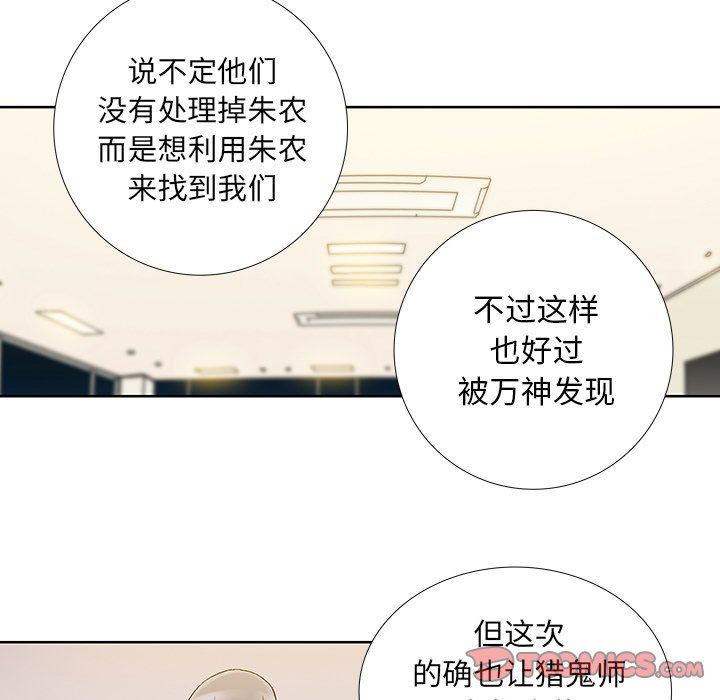 说不定他们
没有处理掉朱农
而是想利用朱农
来找到我们
不过这样
也好过
被万神发现
但这次
的确也让猎鬼师
TOOMICS
.COM